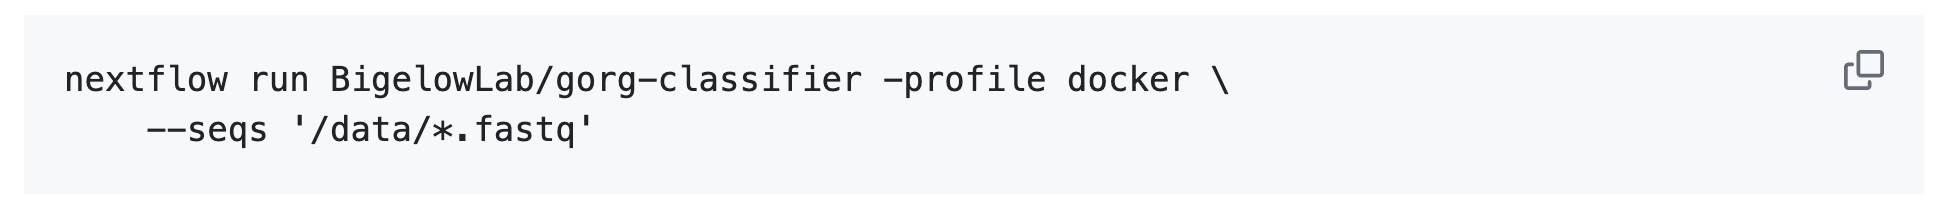 nextflow run BigelowLab/gorg-classifier -profile docker \
    --seqs '/data/*.fastq'